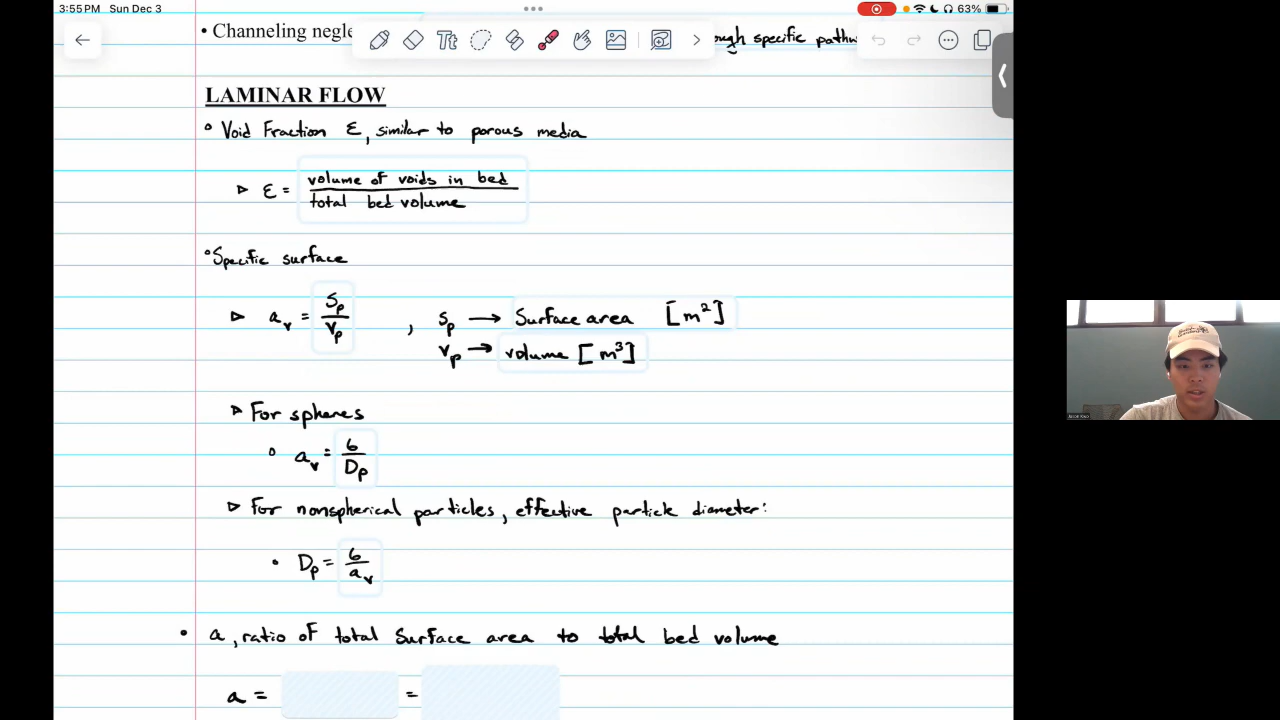 3:55 PM Sun Dec 3
63%
• Channeling negle
Tt
ough specific pathw
LAMINAR FLOW
° Void Fraction ε, similar to porous media
▷ ε = volume of voids in bed / total bed volume
° Specific surface
▷ a_v = S_p / V_p , S_p → Surface area [m²]
V_p → volume [m³]
▷ For spheres
° a_v = 6 / D_p
▷ For nonspherical particles, effective particle diameter:
• D_p = 6 / a_v
• a, ratio of total surface area to total bed volume
a = =